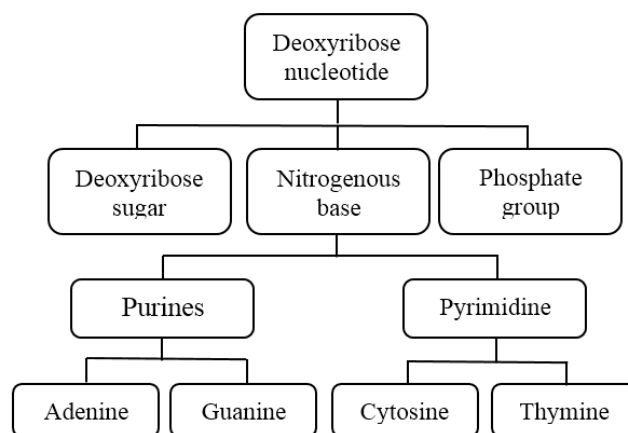 Deoxyribose
nucleotide
Deoxyribose
sugar
Nitrogenous
base
Phosphate
group
Purines
Pyrimidine
Adenine
Guanine
Cytosine
Thymine